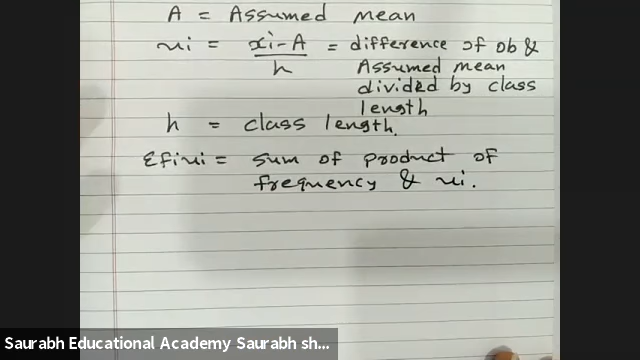 A = Assumed mean
ui = xi-A / h = difference of ob &
Assumed mean
divided by class
length
h = class length.
Σfiui = sum of product of
frequency & ui.
Saurabh Educational Academy Saurabh sh...